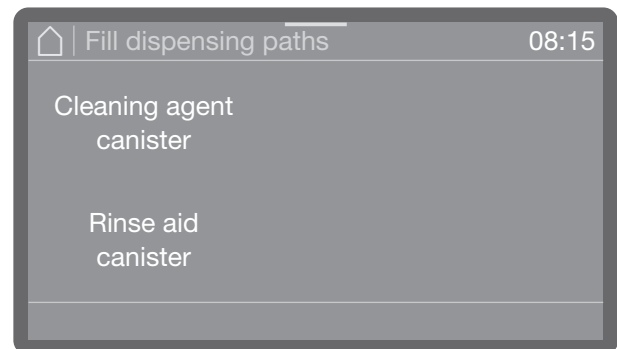 Fill dispensing paths 08:15
Cleaning agent
canister
Rinse aid
canister